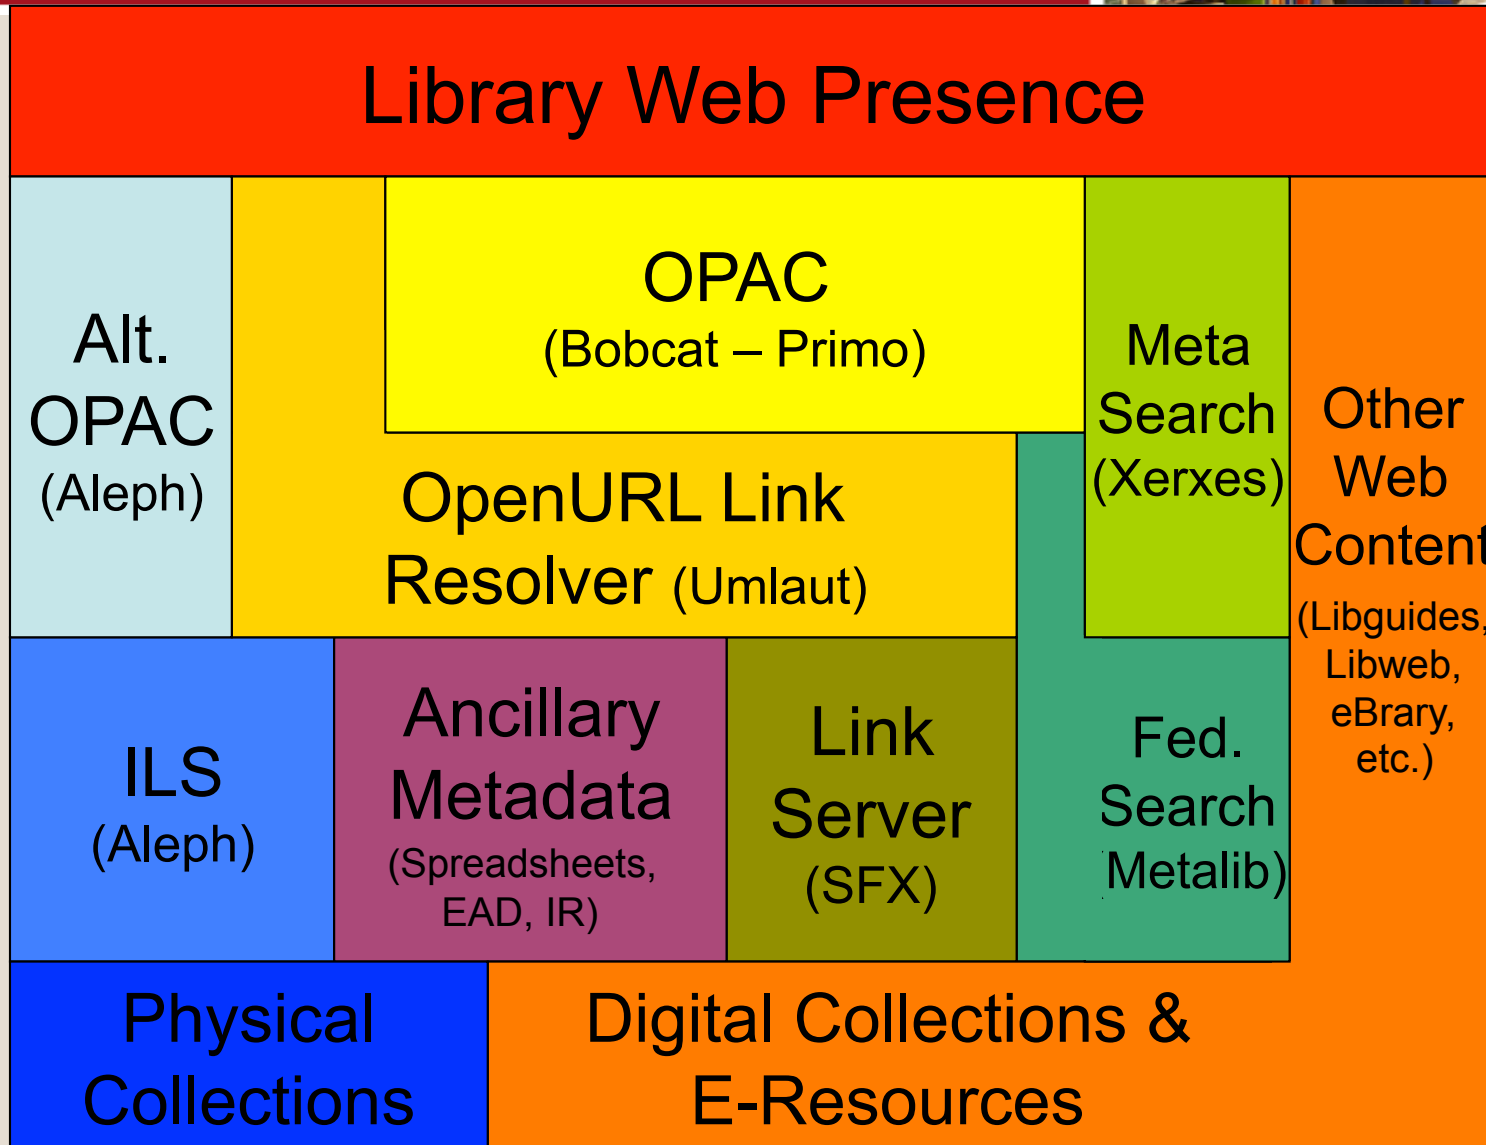 Library Web Presence
Alt.
OPAC
(Aleph)
OPAC
(Bobcat – Primo)
OpenURL Link
Resolver (Umlaut)
Meta
Search
(Xerxes)
Other
Web
Content
(Libguides,
Libweb,
eBrary,
etc.)
ILS
(Aleph)
Ancillary
Metadata
(Spreadsheets,
EAD, IR)
Link
Server
(SFX)
Fed.
Search
(Metalib)
Physical
Collections
Digital Collections &
E-Resources